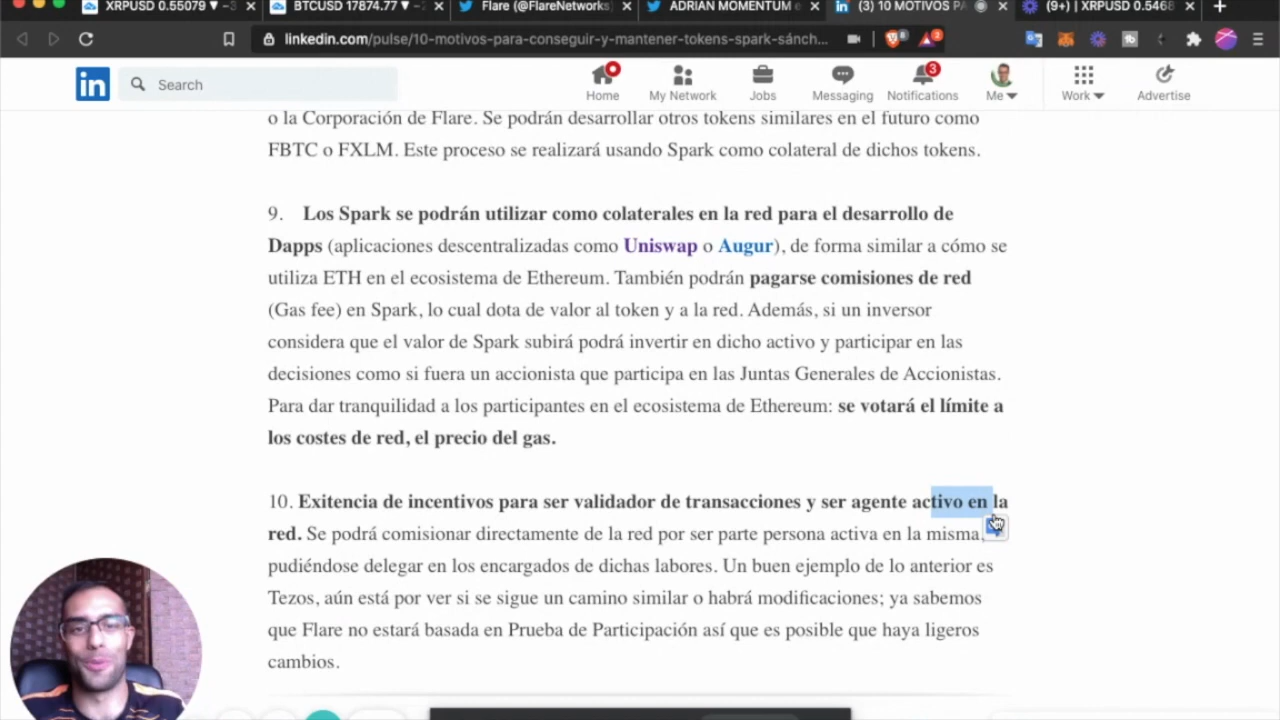 XRPUSD 0.55079 ▼ −3
BTCUSD 17874.77 ▼ −
Flare (@FlareNetworks
ADRIAN MOMENTUM e
(3) 10 MOTIVOS PA
(9+) | XRPUSD 0.5468
linkedin.com/pulse/10-motivos-para-conseguir-y-mantener-tokens-spark-sánch...
in
Search
Home
My Network
Jobs
Messaging
3
Notifications
Me
Work
Advertise
o la Corporación de Flare. Se podrán desarrollar otros tokens similares en el futuro como
FBTC o FXLM. Este proceso se realizará usando Spark como colateral de dichos tokens.
9. Los Spark se podrán utilizar como colaterales en la red para el desarrollo de
Dapps (aplicaciones descentralizadas como Uniswap o Augur), de forma similar a cómo se
utiliza ETH en el ecosistema de Ethereum. También podrán pagarse comisiones de red
(Gas fee) en Spark, lo cual dota de valor al token y a la red. Además, si un inversor
considera que el valor de Spark subirá podrá invertir en dicho activo y participar en las
decisiones como si fuera un accionista que participa en las Juntas Generales de Accionistas.
Para dar tranquilidad a los participantes en el ecosistema de Ethereum: se votará el límite a
los costes de red, el precio del gas.
10. Exitencia de incentivos para ser validador de transacciones y ser agente activo en la
red. Se podrá comisionar directamente de la red por ser parte persona activa en la misma,
pudiéndose delegar en los encargados de dichas labores. Un buen ejemplo de lo anterior es
Tezos, aún está por ver si se sigue un camino similar o habrá modificaciones; ya sabemos
que Flare no estará basada en Prueba de Participación así que es posible que haya ligeros
cambios.